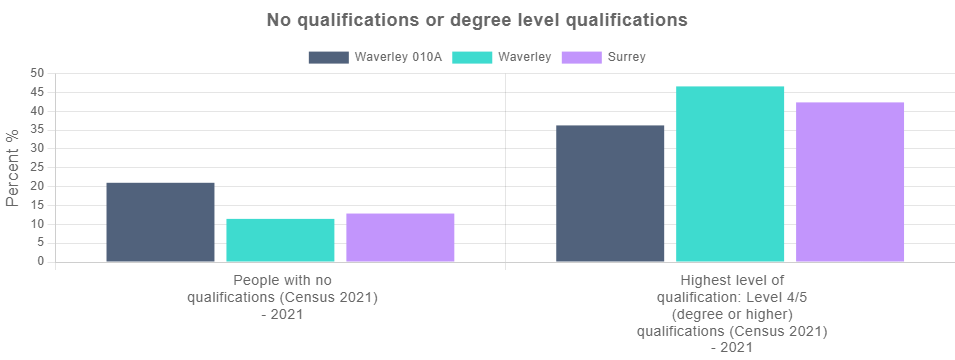 No qualifications or degree level qualifications
Waverley 010A Waverley Surrey
Percent %
50
45
40
35
30
25
20
15
10
5
0
People with no
qualifications (Census 2021)
- 2021
Highest level of
qualification: Level 4/5
(degree or higher)
qualifications (Census 2021)
- 2021